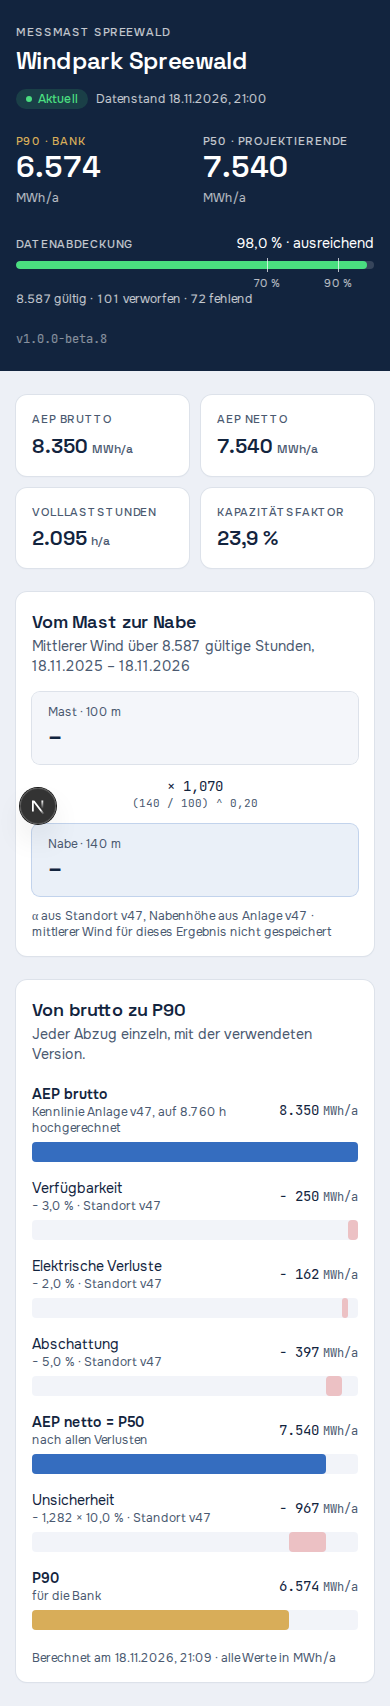 MESSMAST SPREEWALD
Windpark Spreewald
Aktuell Datenstand 18.11.2026, 21:00
P90 · BANK P50 · PROJEKTIERENDE
6.574 7.540
MWh/a MWh/a
DATENABDECKUNG 98,0 % · ausreichend
70 % 90 %
8.587 gültig · 101 verworfen · 72 fehlend
v1.0.0-beta.8
AEP BRUTTO AEP NETTO
8.350 MWh/a 7.540 MWh/a
VOLLLASTSTUNDEN KAPAZITÄTSFAKTOR
2.095 h/a 23,9 %
Vom Mast zur Nabe
Mittlerer Wind über 8.587 gültige Stunden,
18.11.2025 – 18.11.2026
Mast · 100 m
–
× 1,070
(140 / 100) ^ 0,20
N
Nabe · 140 m
–
α aus Standort v47, Nabenhöhe aus Anlage v47 ·
mittlerer Wind für dieses Ergebnis nicht gespeichert
Von brutto zu P90
Jeder Abzug einzeln, mit der verwendeten
Version.
AEP brutto
Kennlinie Anlage v47, auf 8.760 h
hochgerechnet
8.350 MWh/a
Verfügbarkeit
− 3,0 % · Standort v47
− 250 MWh/a
Elektrische Verluste
− 2,0 % · Standort v47
− 162 MWh/a
Abschattung
− 5,0 % · Standort v47
− 397 MWh/a
AEP netto = P50
nach allen Verlusten
7.540 MWh/a
Unsicherheit
− 1,282 × 10,0 % · Standort v47
− 967 MWh/a
P90
für die Bank
6.574 MWh/a
Berechnet am 18.11.2026, 21:09 · alle Werte in MWh/a